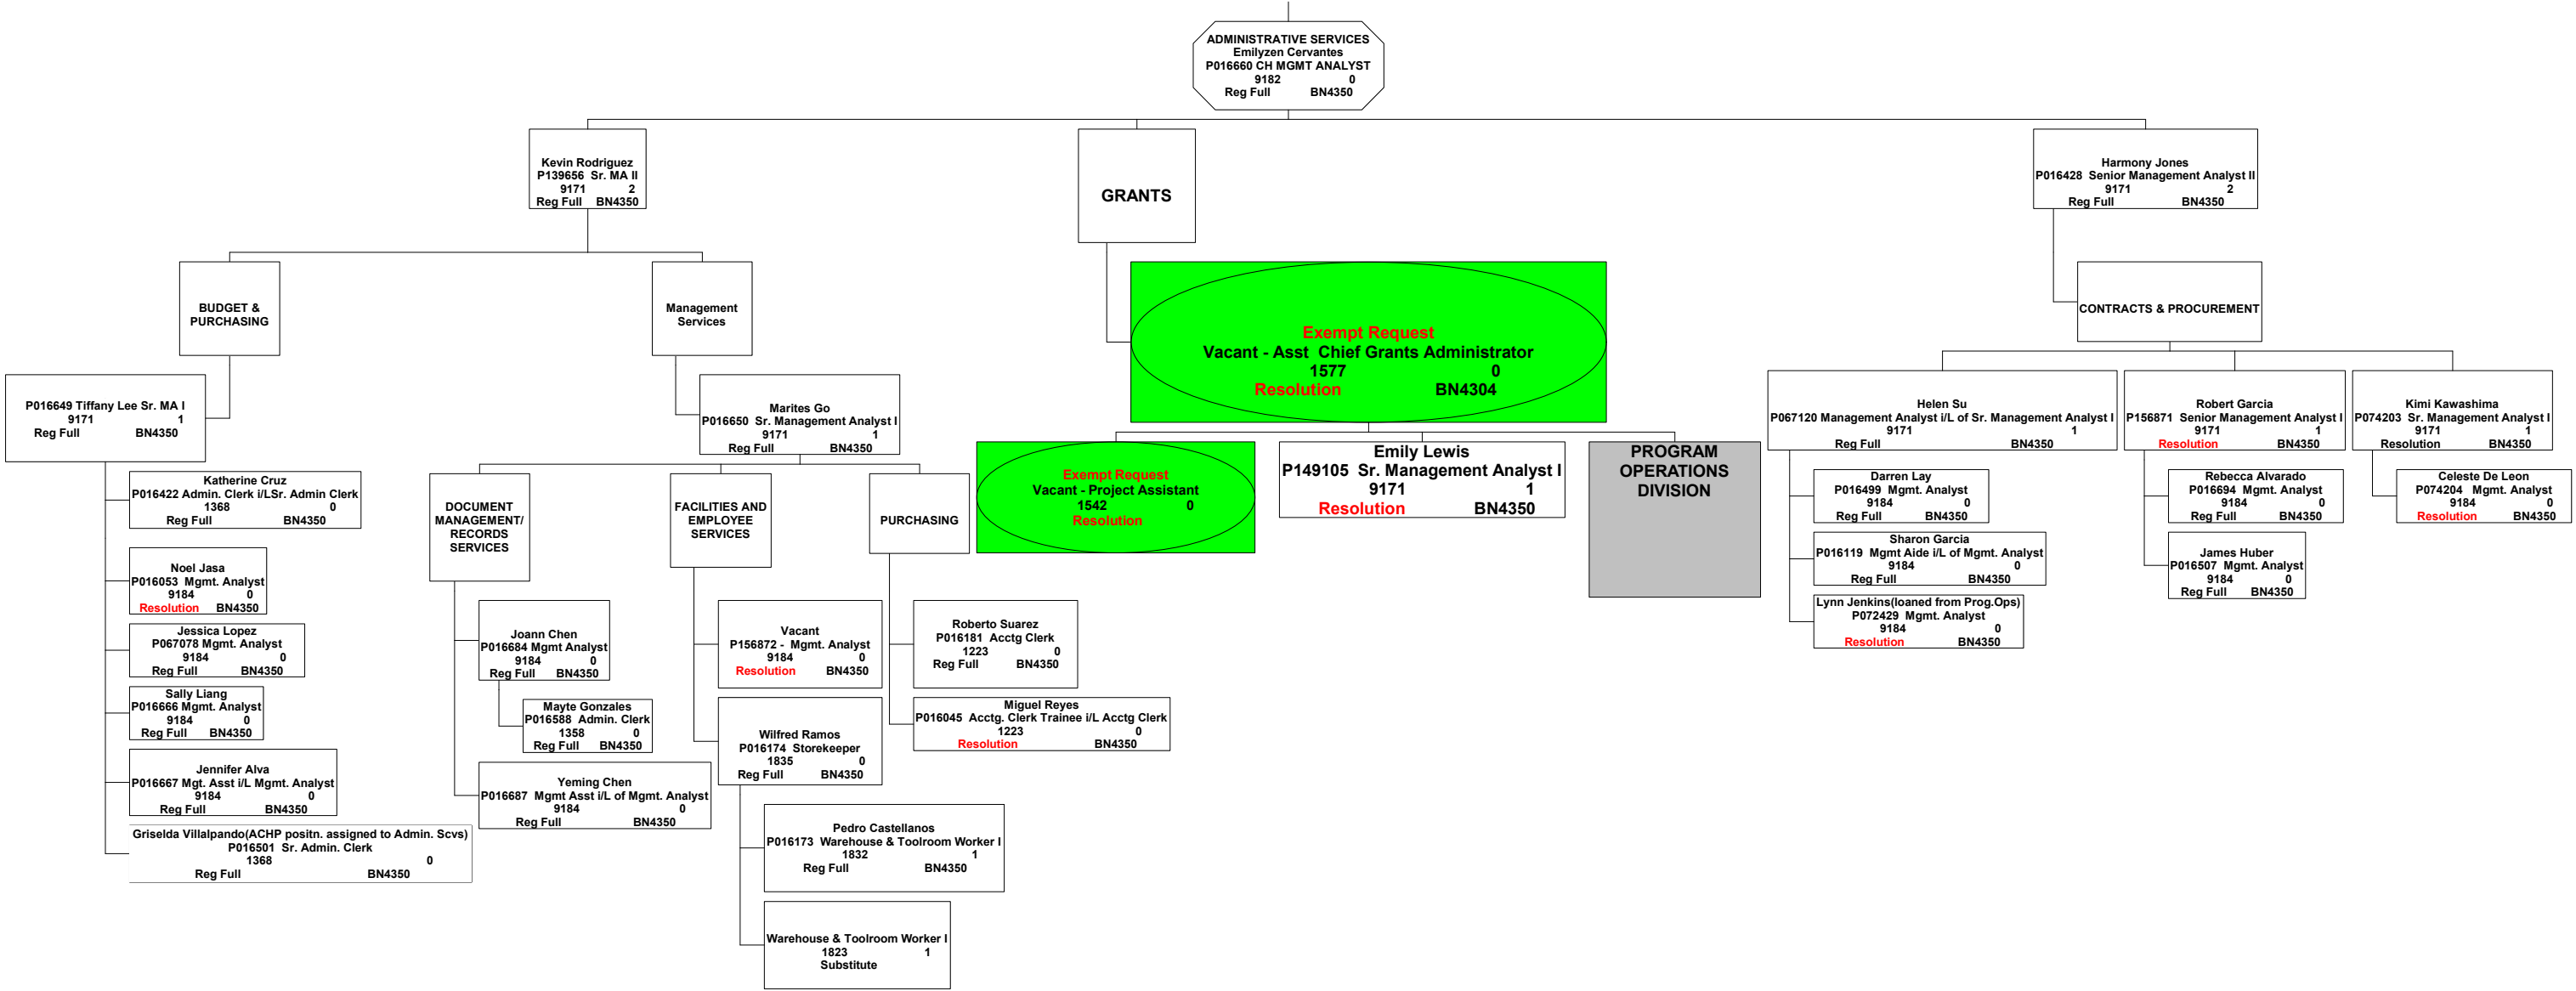 ADMINISTRATIVE SERVICES
Emilyzen Cervantes
P016660 CH MGMT ANALYST
9182 0
Reg Full BN4350
Kevin Rodriguez
P139656 Sr. MA II
9171 2
Reg Full BN4350
GRANTS
Harmony Jones
P016428 Senior Management Analyst II
9171 2
Reg Full BN4350
BUDGET &
PURCHASING
Management
Services
CONTRACTS & PROCUREMENT
P016649 Tiffany Lee Sr. MA I
9171 1
Reg Full BN4350
Katherine Cruz
P016422 Admin. Clerk i/LSr. Admin Clerk
1368 0
Reg Full BN4350
Noel Jasa
P016053 Mgmt. Analyst
9184 0
Resolution BN4350
Jessica Lopez
P067078 Mgmt. Analyst
9184 0
Reg Full BN4350
Sally Liang
P016666 Mgmt. Analyst
9184 0
Reg Full BN4350
Jennifer Alva
P016667 Mgt. Asst i/L Mgmt. Analyst
9184 0
Reg Full BN4350
Griselda Villalpando(ACHP positn. assigned to Admin. Scvs)
P016501 Sr. Admin. Clerk
1368 0
Reg Full BN4350
Marites Go
P016650 Sr. Management Analyst I
9171 1
Reg Full BN4350
DOCUMENT
MANAGEMENT/
RECORDS
SERVICES
Joann Chen
P016684 Mgmt Analyst
9184 0
Reg Full BN4350
Mayte Gonzales
P016588 Admin. Clerk
1358 0
Reg Full BN4350
Yeming Chen
P016687 Mgmt Asst i/L of Mgmt. Analyst
9184 0
Reg Full BN4350
FACILITIES AND
EMPLOYEE
SERVICES
Vacant
P156872 - Mgmt. Analyst
9184 0
Resolution BN4350
Wilfred Ramos
P016174 Storekeeper
1835 0
Reg Full BN4350
Pedro Castellanos
P016173 Warehouse & Toolroom Worker I
1832 1
Reg Full BN4350
Warehouse & Toolroom Worker I
1823 1
Substitute
PURCHASING
Roberto Suarez
P016181 Acctg Clerk
1223 0
Reg Full BN4350
Miguel Reyes
P016045 Acctg. Clerk Trainee i/L Acctg Clerk
1223 0
Resolution BN4350
Exempt Request
Vacant - Asst Chief Grants Administrator
1577 0
Resolution BN4304
Exempt Request
Vacant - Project Assistant
1542 0
Resolution
Emily Lewis
P149105 Sr. Management Analyst I
9171 1
Resolution BN4350
PROGRAM
OPERATIONS
DIVISION
Helen Su
P067120 Management Analyst i/L of Sr. Management Analyst I
9171 1
Reg Full BN4350
Darren Lay
P016499 Mgmt. Analyst
9184 0
Reg Full BN4350
Sharon Garcia
P016119 Mgmt Aide i/L of Mgmt. Analyst
9184 0
Reg Full BN4350
Lynn Jenkins(loaned from Prog.Ops)
P072429 Mgmt. Analyst
9184 0
Resolution BN4350
Robert Garcia
P156871 Senior Management Analyst I
9171 1
Resolution BN4350
Rebecca Alvarado
P016694 Mgmt. Analyst
9184 0
Reg Full BN4350
James Huber
P016507 Mgmt. Analyst
9184 0
Reg Full BN4350
Kimi Kawashima
P074203 Sr. Management Analyst I
9171 1
Resolution BN4350
Celeste De Leon
P074204 Mgmt. Analyst
9184 0
Resolution BN4350